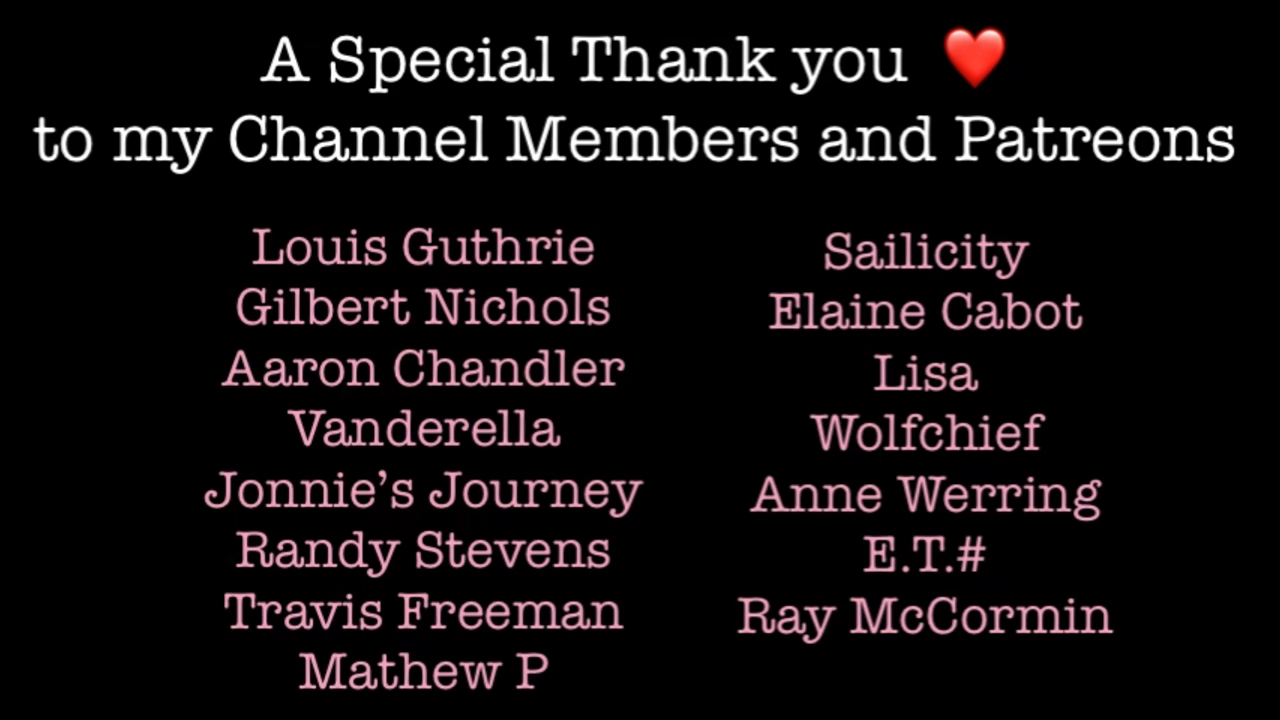 A Special Thank you ❤️
to my Channel Members and Patreons
Louis Guthrie
Gilbert Nichols
Aaron Chandler
Vanderella
Jonnie’s Journey
Randy Stevens
Travis Freeman
Mathew P
Sailicity
Elaine Cabot
Lisa
Wolfchief
Anne Werring
E.T.#
Ray McCormin